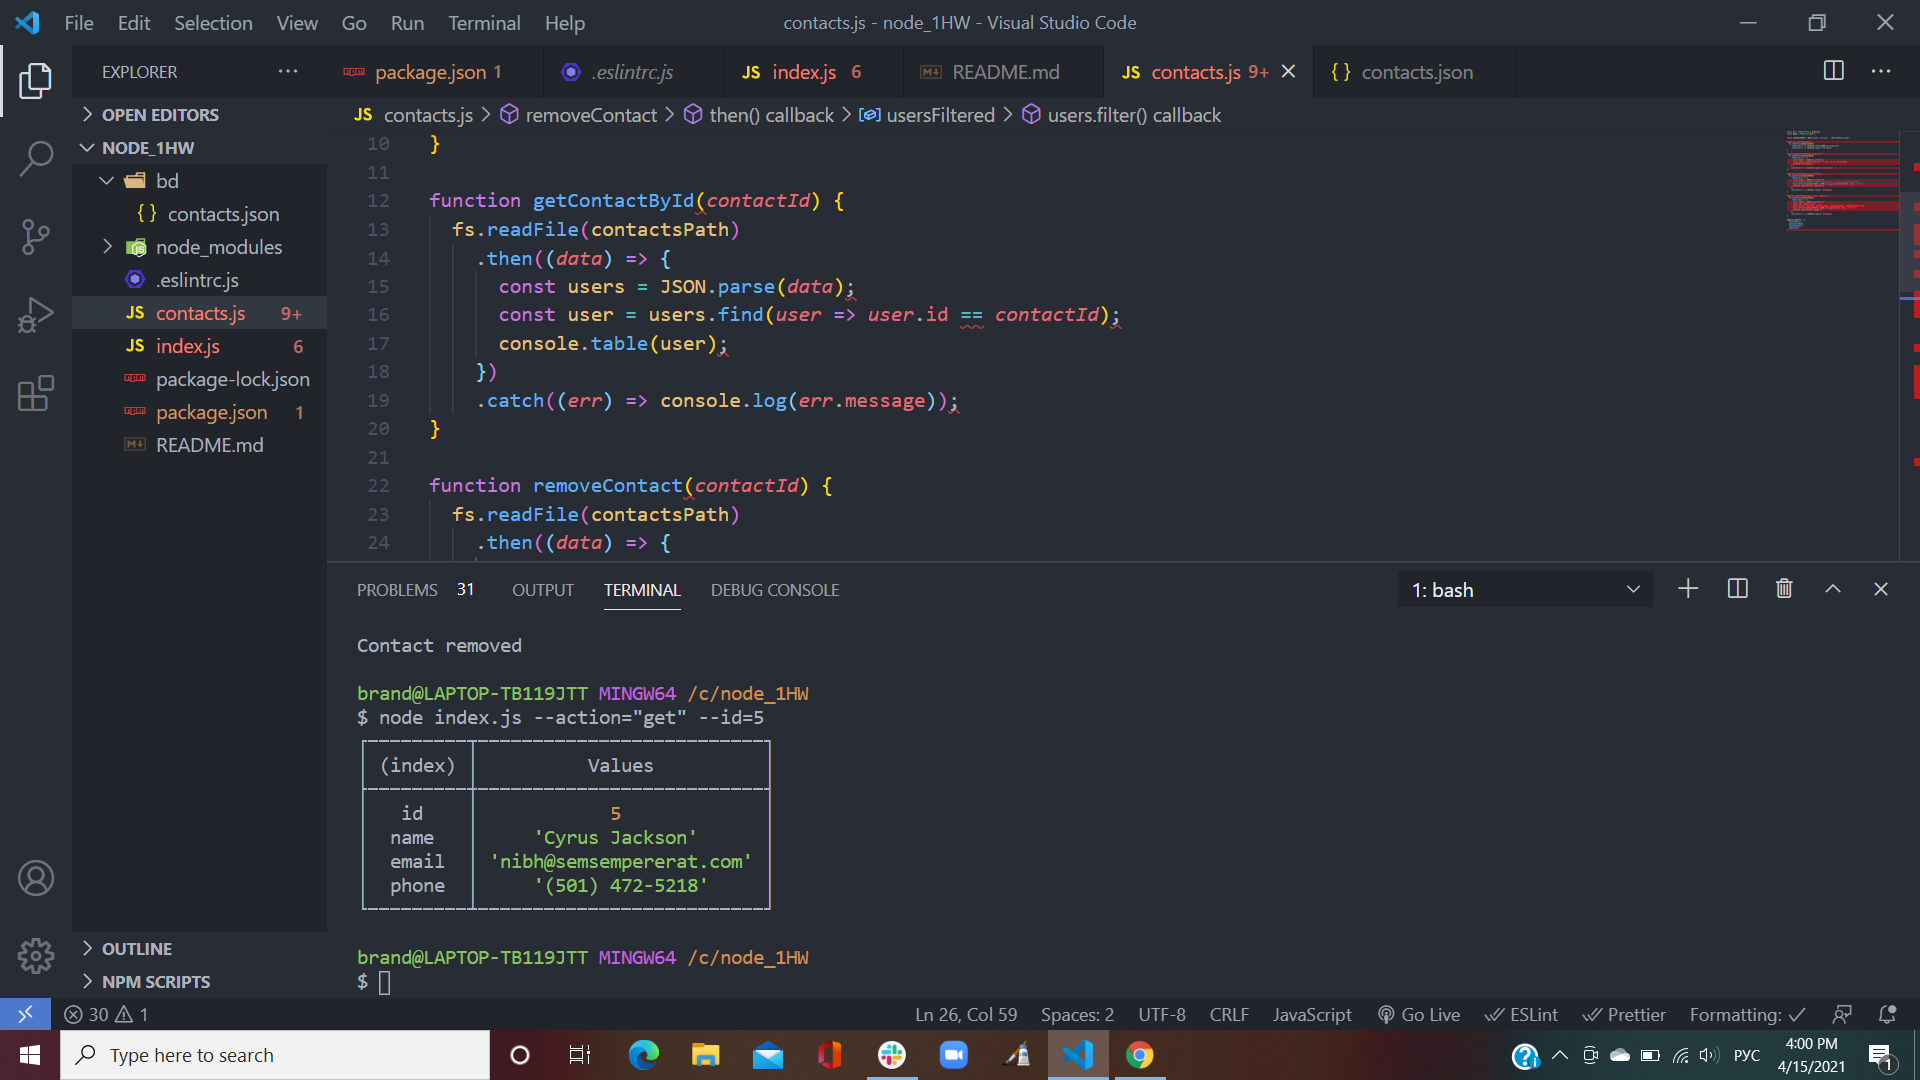 File Edit Selection View Go Run Terminal Help
contacts.js - node_1HW - Visual Studio Code
EXPLORER
package.json 1
.eslintrc.js
JS index.js 6
README.md
JS contacts.js 9+
{} contacts.json
OPEN EDITORS
JS contacts.js > removeContact > then() callback > usersFiltered > users.filter() callback
NODE_1HW
bd
{} contacts.json
node_modules
.eslintrc.js
JS contacts.js 9+
JS index.js 6
package-lock.json
package.json 1
README.md
OUTLINE
NPM SCRIPTS
10 }
11
12 function getContactById(contactId) {
13 fs.readFile(contactsPath)
14 .then((data) => {
15 const users = JSON.parse(data);
16 const user = users.find(user => user.id == contactId);
17 console.table(user);
18 })
19 .catch((err) => console.log(err.message));
20 }
21
22 function removeContact(contactId) {
23 fs.readFile(contactsPath)
24 .then((data) => {
PROBLEMS 31 OUTPUT TERMINAL DEBUG CONSOLE
1: bash
Contact removed
brand@LAPTOP-TB119JTT MINGW64 /c/node_1HW
$ node index.js --action="get" --id=5
(index) Values
id 5
name 'Cyrus Jackson'
email 'nibh@semsempererat.com'
phone '(501) 472-5218'
brand@LAPTOP-TB119JTT MINGW64 /c/node_1HW
$
30 1
Ln 26, Col 59 Spaces: 2 UTF-8 CRLF JavaScript Go Live ESLint Prettier Formatting:
Type here to search
РУС
4:00 PM
4/15/2021
1